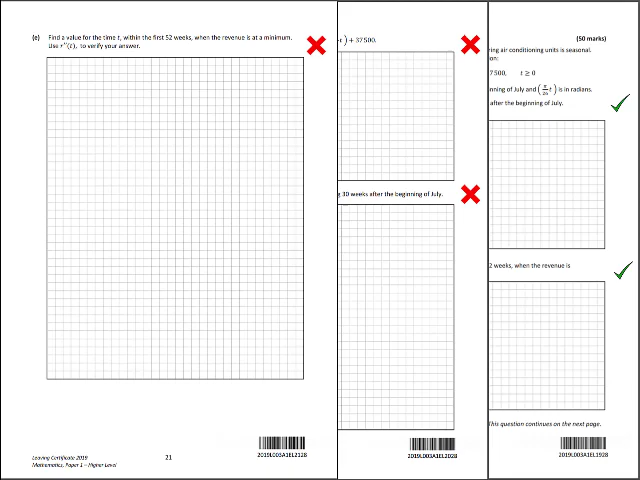 (e) Find a value for the time t, within the first 52 weeks, when the revenue is at a minimum.
Use r″(t), to verify your answer.
Leaving Certificate 2019
Mathematics, Paper 1 – Higher Level
21
2019L003A1EL2128
t ) + 37500.
g 30 weeks after the beginning of July.
2019L003A1EL2028
(50 marks)
ring air conditioning units is seasonal.
on:
7500, t ≥ 0
nning of July and (π/26 t) is in radians.
after the beginning of July.
2 weeks, when the revenue is
This question continues on the next page.
2019L003A1EL1928